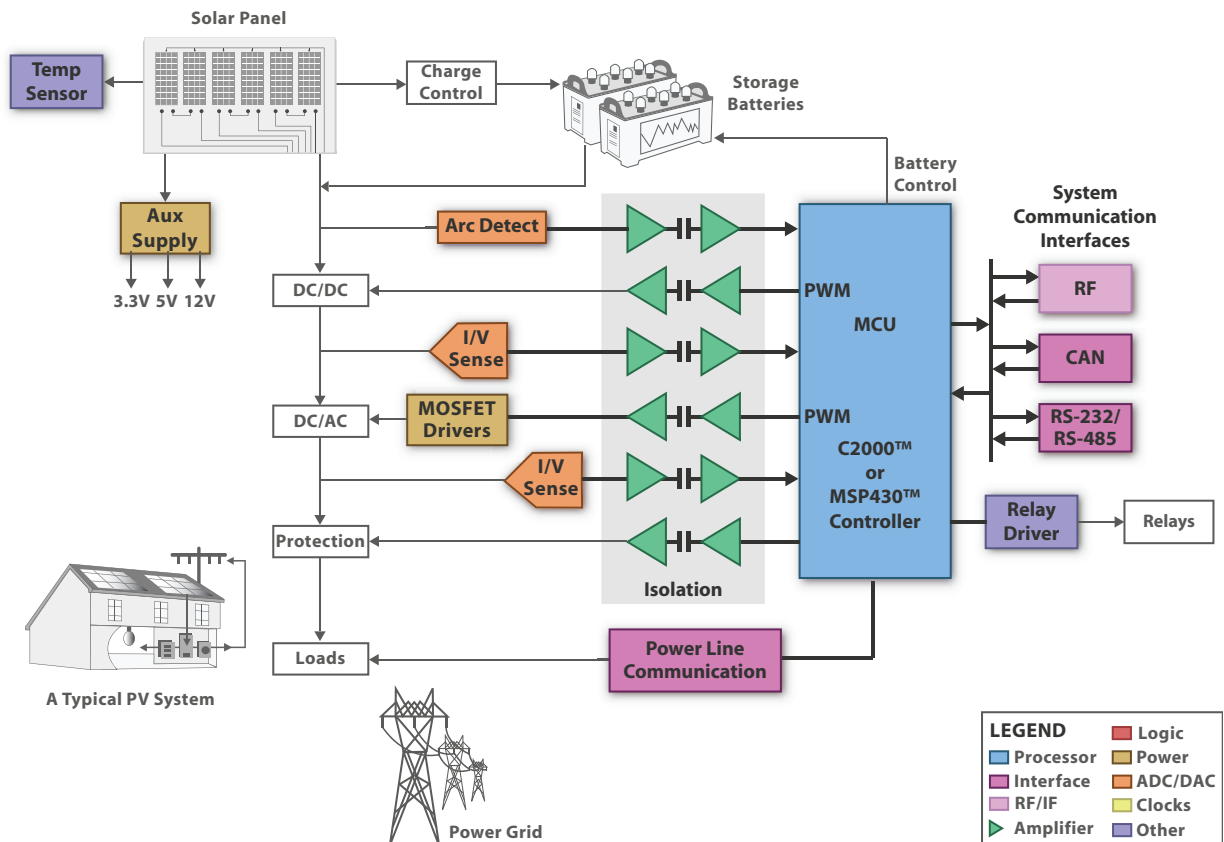 Solar Panel
Temp
Sensor
Charge
Control
Storage
Batteries
Battery
Control
Aux
Supply
3.3V 5V 12V
Arc Detect
DC/DC
PWM
MCU
I/V
Sense
DC/AC
MOSFET
Drivers
PWM
I/V
Sense
C2000™
or
MSP430™
Controller
Protection
Isolation
Loads
Power Line
Communication
System
Communication
Interfaces
RF
CAN
RS-232/
RS-485
Relay
Driver
Relays
A Typical PV System
Power Grid
LEGEND
Processor
Interface
RF/IF
Amplifier
Logic
Power
ADC/DAC
Clocks
Other